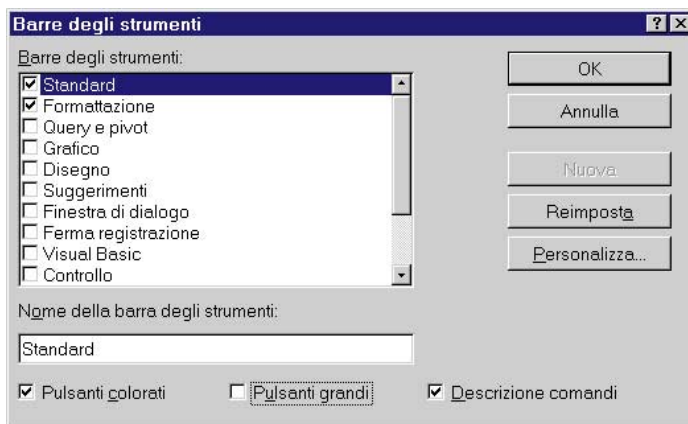 Barre degli strumenti
Barre degli strumenti:
Standard
Formattazione
Query e pivot
Grafico
Disegno
Suggerimenti
Finestra di dialogo
Ferma registrazione
Visual Basic
Controllo
OK
Annulla
Nuova
Reimposta
Personalizza...
Nome della barra degli strumenti:
Standard
Pulsanti colorati
Pulsanti grandi
Descrizione comandi